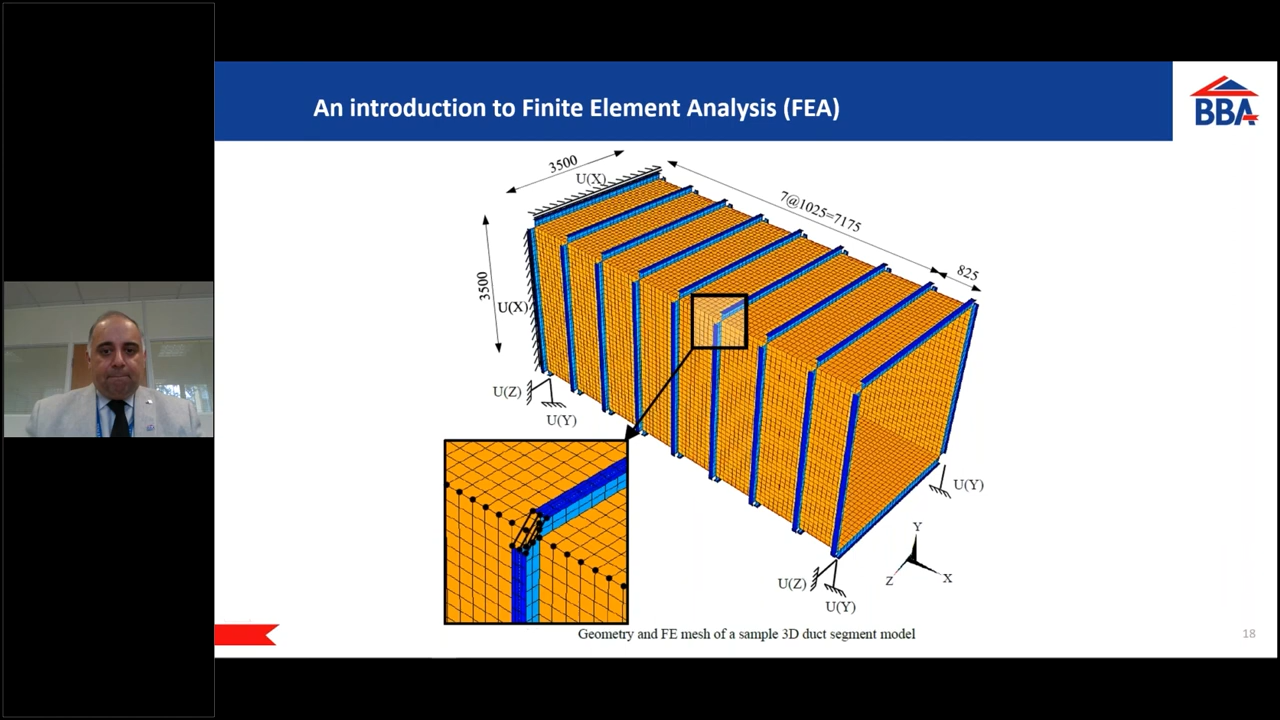 An introduction to Finite Element Analysis (FEA)
BBA
3500
U(X)
7@1025=7175
825
3500
U(X)
U(Z)
U(Y)
U(Y)
Y
Z
X
U(Z)
U(Y)
Geometry and FE mesh of a sample 3D duct segment model
18